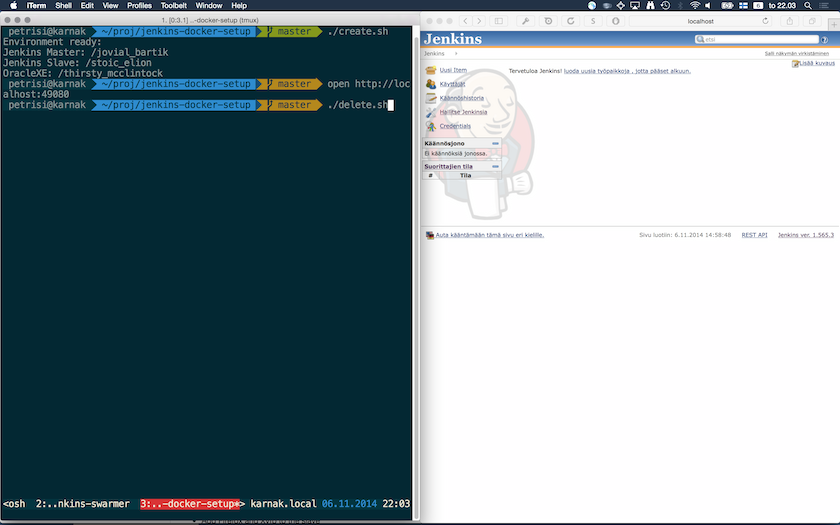 iTerm Shell Edit View Profiles Toolbelt Window Help
to 22.03
1. [0:3.1] ..-docker-setup (tmux)
petrisi@karnak ~/proj/jenkins-docker-setup master ./create.sh
Environment ready:
Jenkins Master: /jovial_bartik
Jenkins Slave: /stoic_elion
OracleXE: /thirsty_mcclintock
petrisi@karnak ~/proj/jenkins-docker-setup master open http://loc
alhost:49080
petrisi@karnak ~/proj/jenkins-docker-setup master ./delete.sh
<osh 2:..nkins-swarmer 3:..-docker-setup*> karnak.local 06.11.2014 22:03
localhost
Jenkins
etsi
Jenkins
Salli näkymän virkistäminen
Lisää kuvaus
Uusi Item
Käyttäjät
Käännöshistoria
Hallitse Jenkinsia
Credentials
Tervetuloa Jenkins! luoda uusia työpaikkoja , jotta pääset alkuun.
Käännösjono
Ei käännöksiä jonossa.
Suorittajien tila
# Tila
Auta kääntämään tämä sivu eri kielille.
Sivu luotiin: 6.11.2014 14:58:48 REST API Jenkins ver. 1.565.3